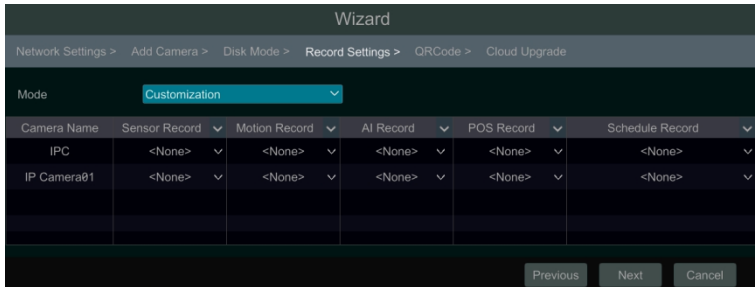 Wizard
Network Settings > Add Camera > Disk Mode > Record Settings > QRCode > Cloud Upgrade
Mode Customization
Camera Name Sensor Record Motion Record AI Record POS Record Schedule Record
IPC <None> <None> <None> <None> <None>
IP Camera01 <None> <None> <None> <None> <None>
Previous Next Cancel